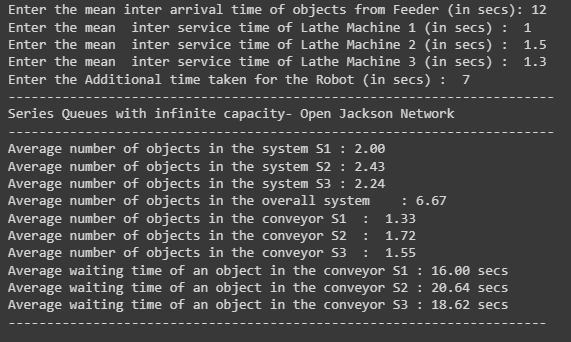 Enter the mean inter arrival time of objects from Feeder (in secs): 12
Enter the mean  inter service time of Lathe Machine 1 (in secs) :  1
Enter the mean  inter service time of Lathe Machine 2 (in secs) :  1.5
Enter the mean  inter service time of Lathe Machine 3 (in secs) :  1.3
Enter the Additional time taken for the Robot (in secs) :  7
-----------------------------------------------------------------------
Series Queues with infinite capacity- Open Jackson Network
-----------------------------------------------------------------------
Average number of objects in the system S1 : 2.00
Average number of objects in the system S2 : 2.43
Average number of objects in the system S3 : 2.24
Average number of objects in the overall system    : 6.67
Average number of objects in the conveyor S1  :  1.33
Average number of objects in the conveyor S2  :  1.72
Average number of objects in the conveyor S3  :  1.55
Average waiting time of an object in the conveyor S1 : 16.00 secs
Average waiting time of an object in the conveyor S2 : 20.64 secs
Average waiting time of an object in the conveyor S3 : 18.62 secs
----------------------------------------------------------------------